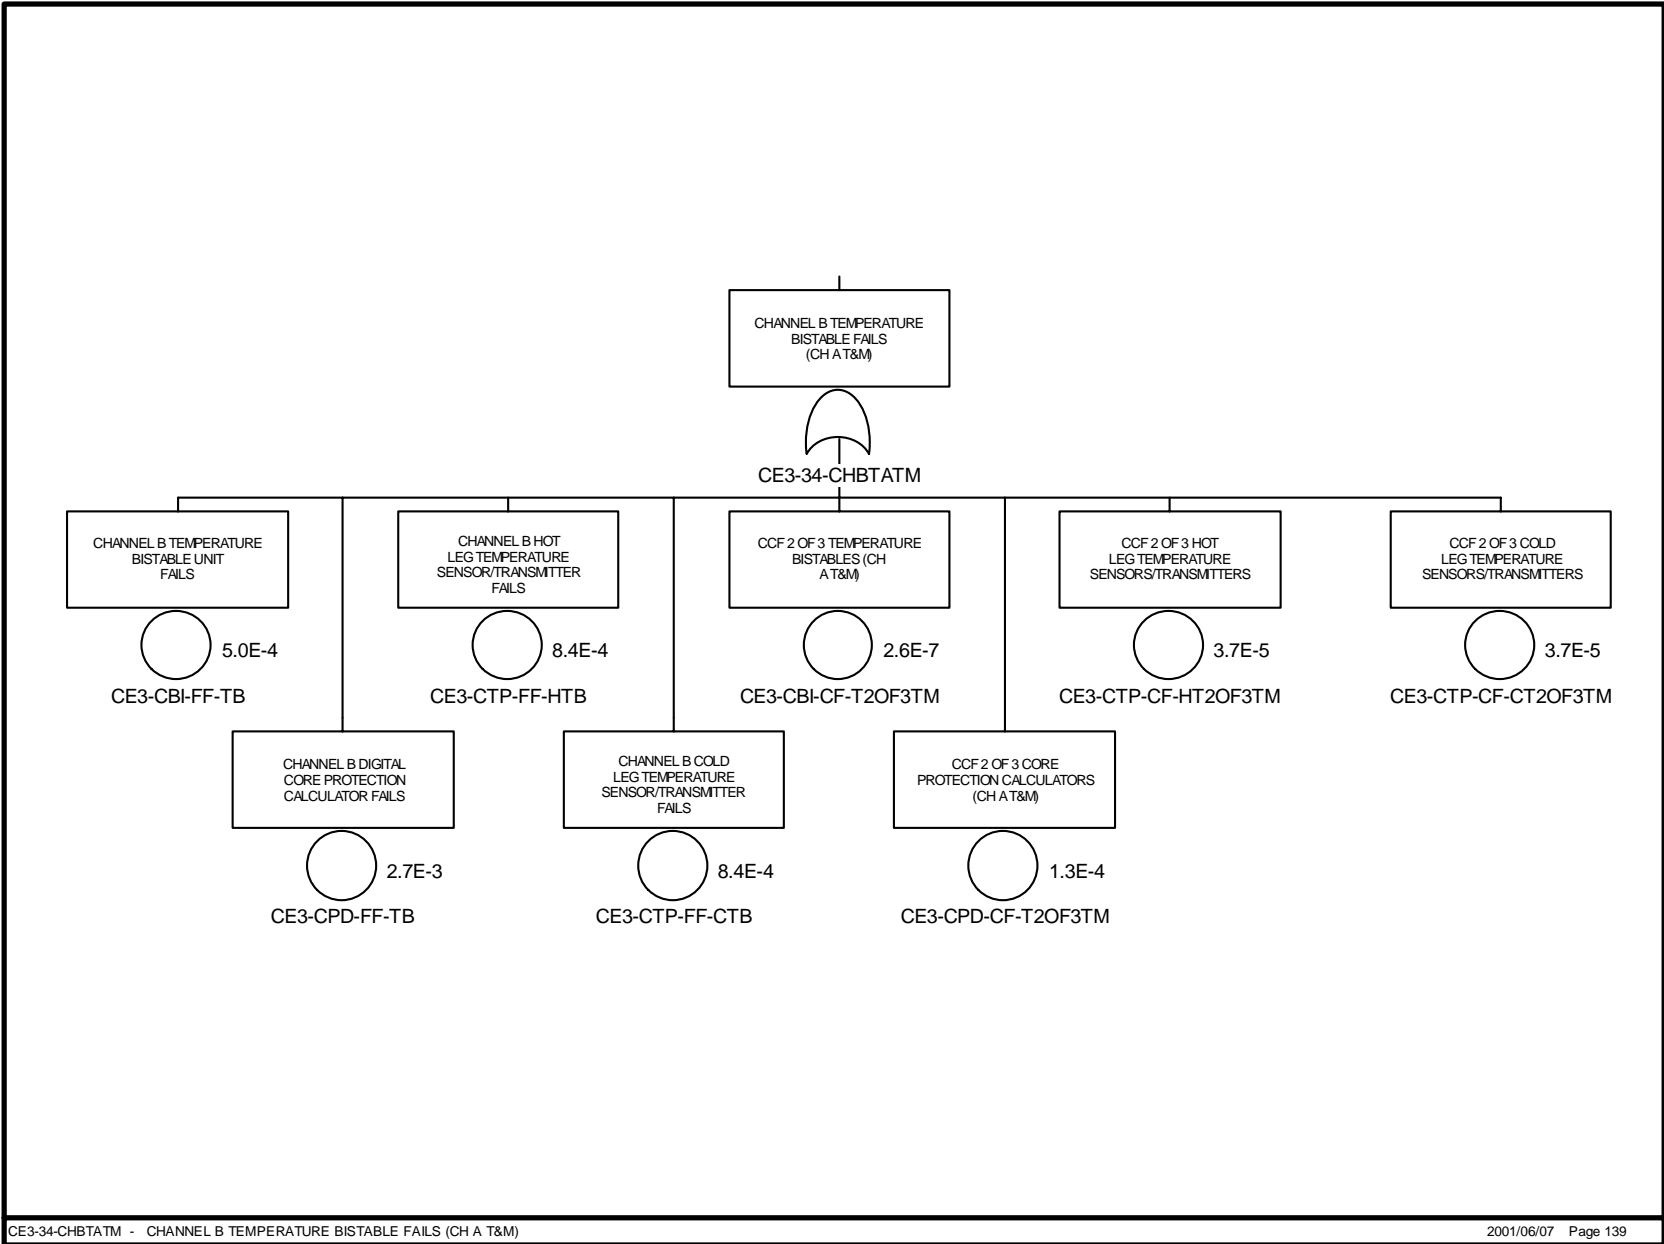 CHANNEL B TEMPERATURE
BISTABLE FAILS
(CH A T&M)
CE3-34-CHBTATM
CHANNEL B TEMPERATURE
BISTABLE UNIT
FAILS
5.0E-4
CE3-CBI-FF-TB
CHANNEL B HOT
LEG TEMPERATURE
SENSOR/TRANSMITTER
FAILS
8.4E-4
CE3-CTP-FF-HTB
CCF 2 OF 3 TEMPERATURE
BISTABLES (CH
A T&M)
2.6E-7
CE3-CBI-CF-T2OF3TM
CCF 2 OF 3 HOT
LEG TEMPERATURE
SENSORS/TRANSMITTERS
3.7E-5
CE3-CTP-CF-HT2OF3TM
CCF 2 OF 3 COLD
LEG TEMPERATURE
SENSORS/TRANSMITTERS
3.7E-5
CE3-CTP-CF-CT2OF3TM
CHANNEL B DIGITAL
CORE PROTECTION
CALCULATOR FAILS
2.7E-3
CE3-CPD-FF-TB
CHANNEL B COLD
LEG TEMPERATURE
SENSOR/TRANSMITTER
FAILS
8.4E-4
CE3-CTP-FF-CTB
CCF 2 OF 3 CORE
PROTECTION CALCULATORS
(CH A T&M)
1.3E-4
CE3-CPD-CF-T2OF3TM
CE3-34-CHBTATM - CHANNEL B TEMPERATURE BISTABLE FAILS (CH A T&M)
2001/06/07 Page 139